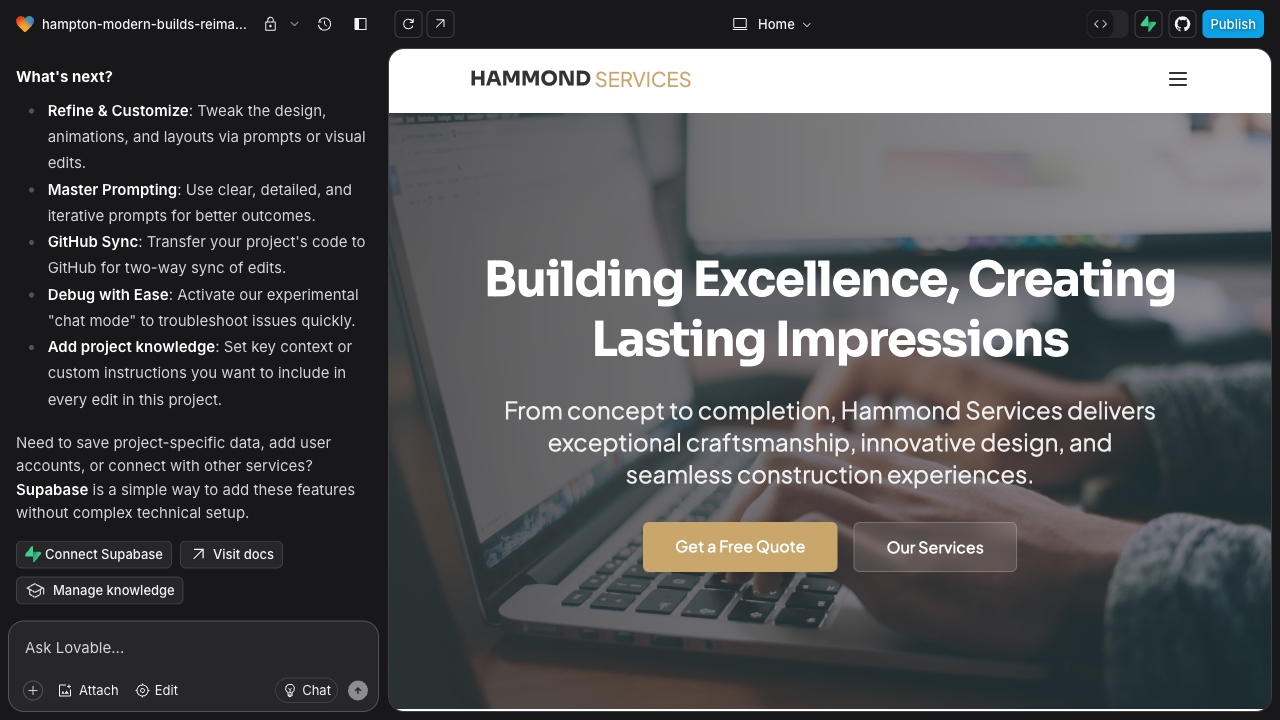 hampton-modern-builds-reima...
Home
Publish
What's next?
Refine & Customize: Tweak the design,
animations, and layouts via prompts or visual
edits.
Master Prompting: Use clear, detailed, and
iterative prompts for better outcomes.
GitHub Sync: Transfer your project's code to
GitHub for two-way sync of edits.
Debug with Ease: Activate our experimental
"chat mode" to troubleshoot issues quickly.
Add project knowledge: Set key context or
custom instructions you want to include in
every edit in this project.
Need to save project-specific data, add user
accounts, or connect with other services?
Supabase is a simple way to add these features
without complex technical setup.
Connect Supabase
Visit docs
Manage knowledge
Ask Lovable...
Attach
Edit
Chat
HAMMOND SERVICES
Building Excellence, Creating
Lasting Impressions
From concept to completion, Hammond Services delivers
exceptional craftsmanship, innovative design, and
seamless construction experiences.
Get a Free Quote
Our Services